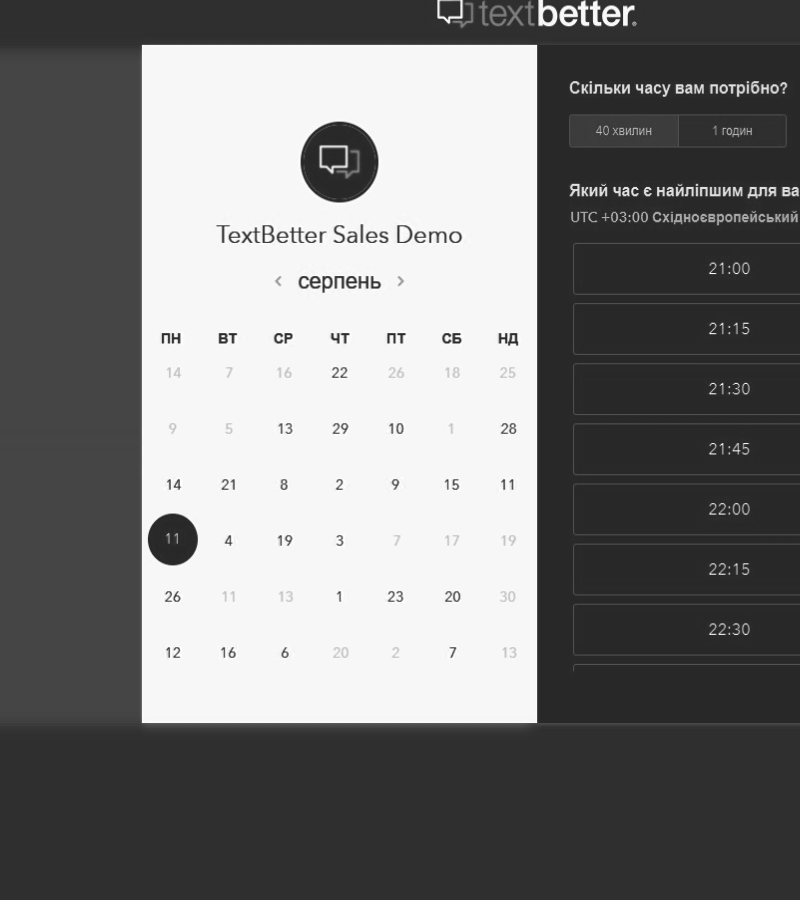 textbetter.
TextBetter Sales Demo
‹ серпень ›
ПН ВТ СР ЧТ ПТ СБ НД
14 7 16 22 26 18 25
9 5 13 29 10 1 28
14 21 8 2 9 15 11
11 4 19 3 7 17 19
26 11 13 1 23 20 30
12 16 6 20 2 7 13
Скільки часу вам потрібно?
40 хвилин 1 годин
Який час є найліпшим для ва
UTC +03:00 Східноєвропейський
21:00
21:15
21:30
21:45
22:00
22:15
22:30